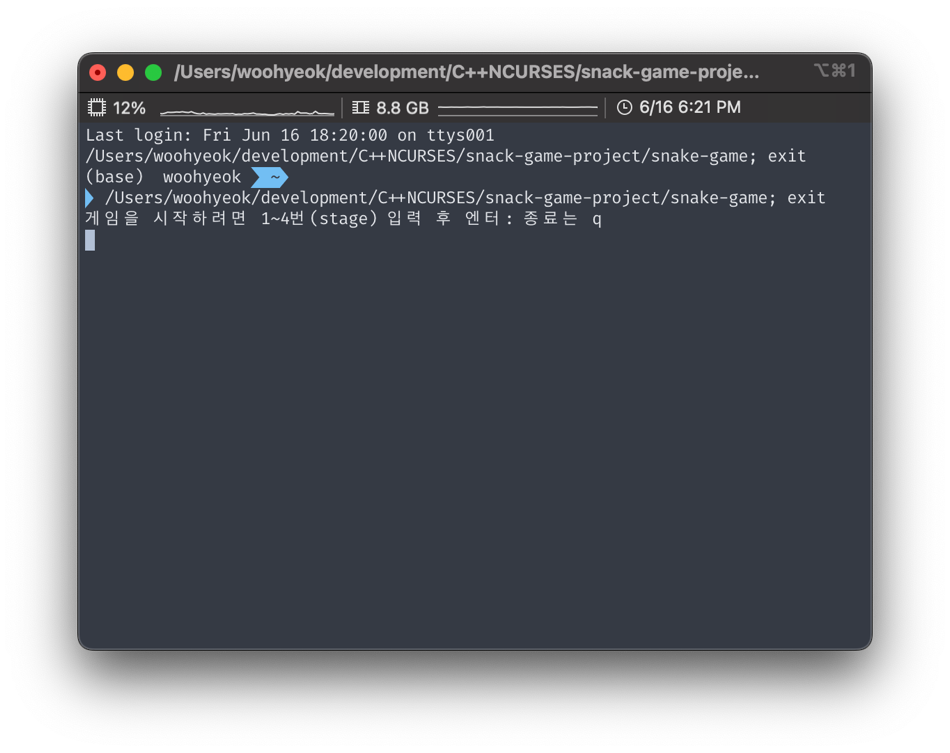 /Users/woohyeok/development/C++NCURSES/snack-game-proje... ⌥⌘1
12% 8.8 GB 6/16 6:21 PM
Last login: Fri Jun 16 18:20:00 on ttys001
/Users/woohyeok/development/C++NCURSES/snack-game-project/snake-game; exit
(base) woohyeok ~
/Users/woohyeok/development/C++NCURSES/snack-game-project/snake-game; exit
게임을 시작하려면 1~4번(stage) 입력 후 엔터: 종료는 q